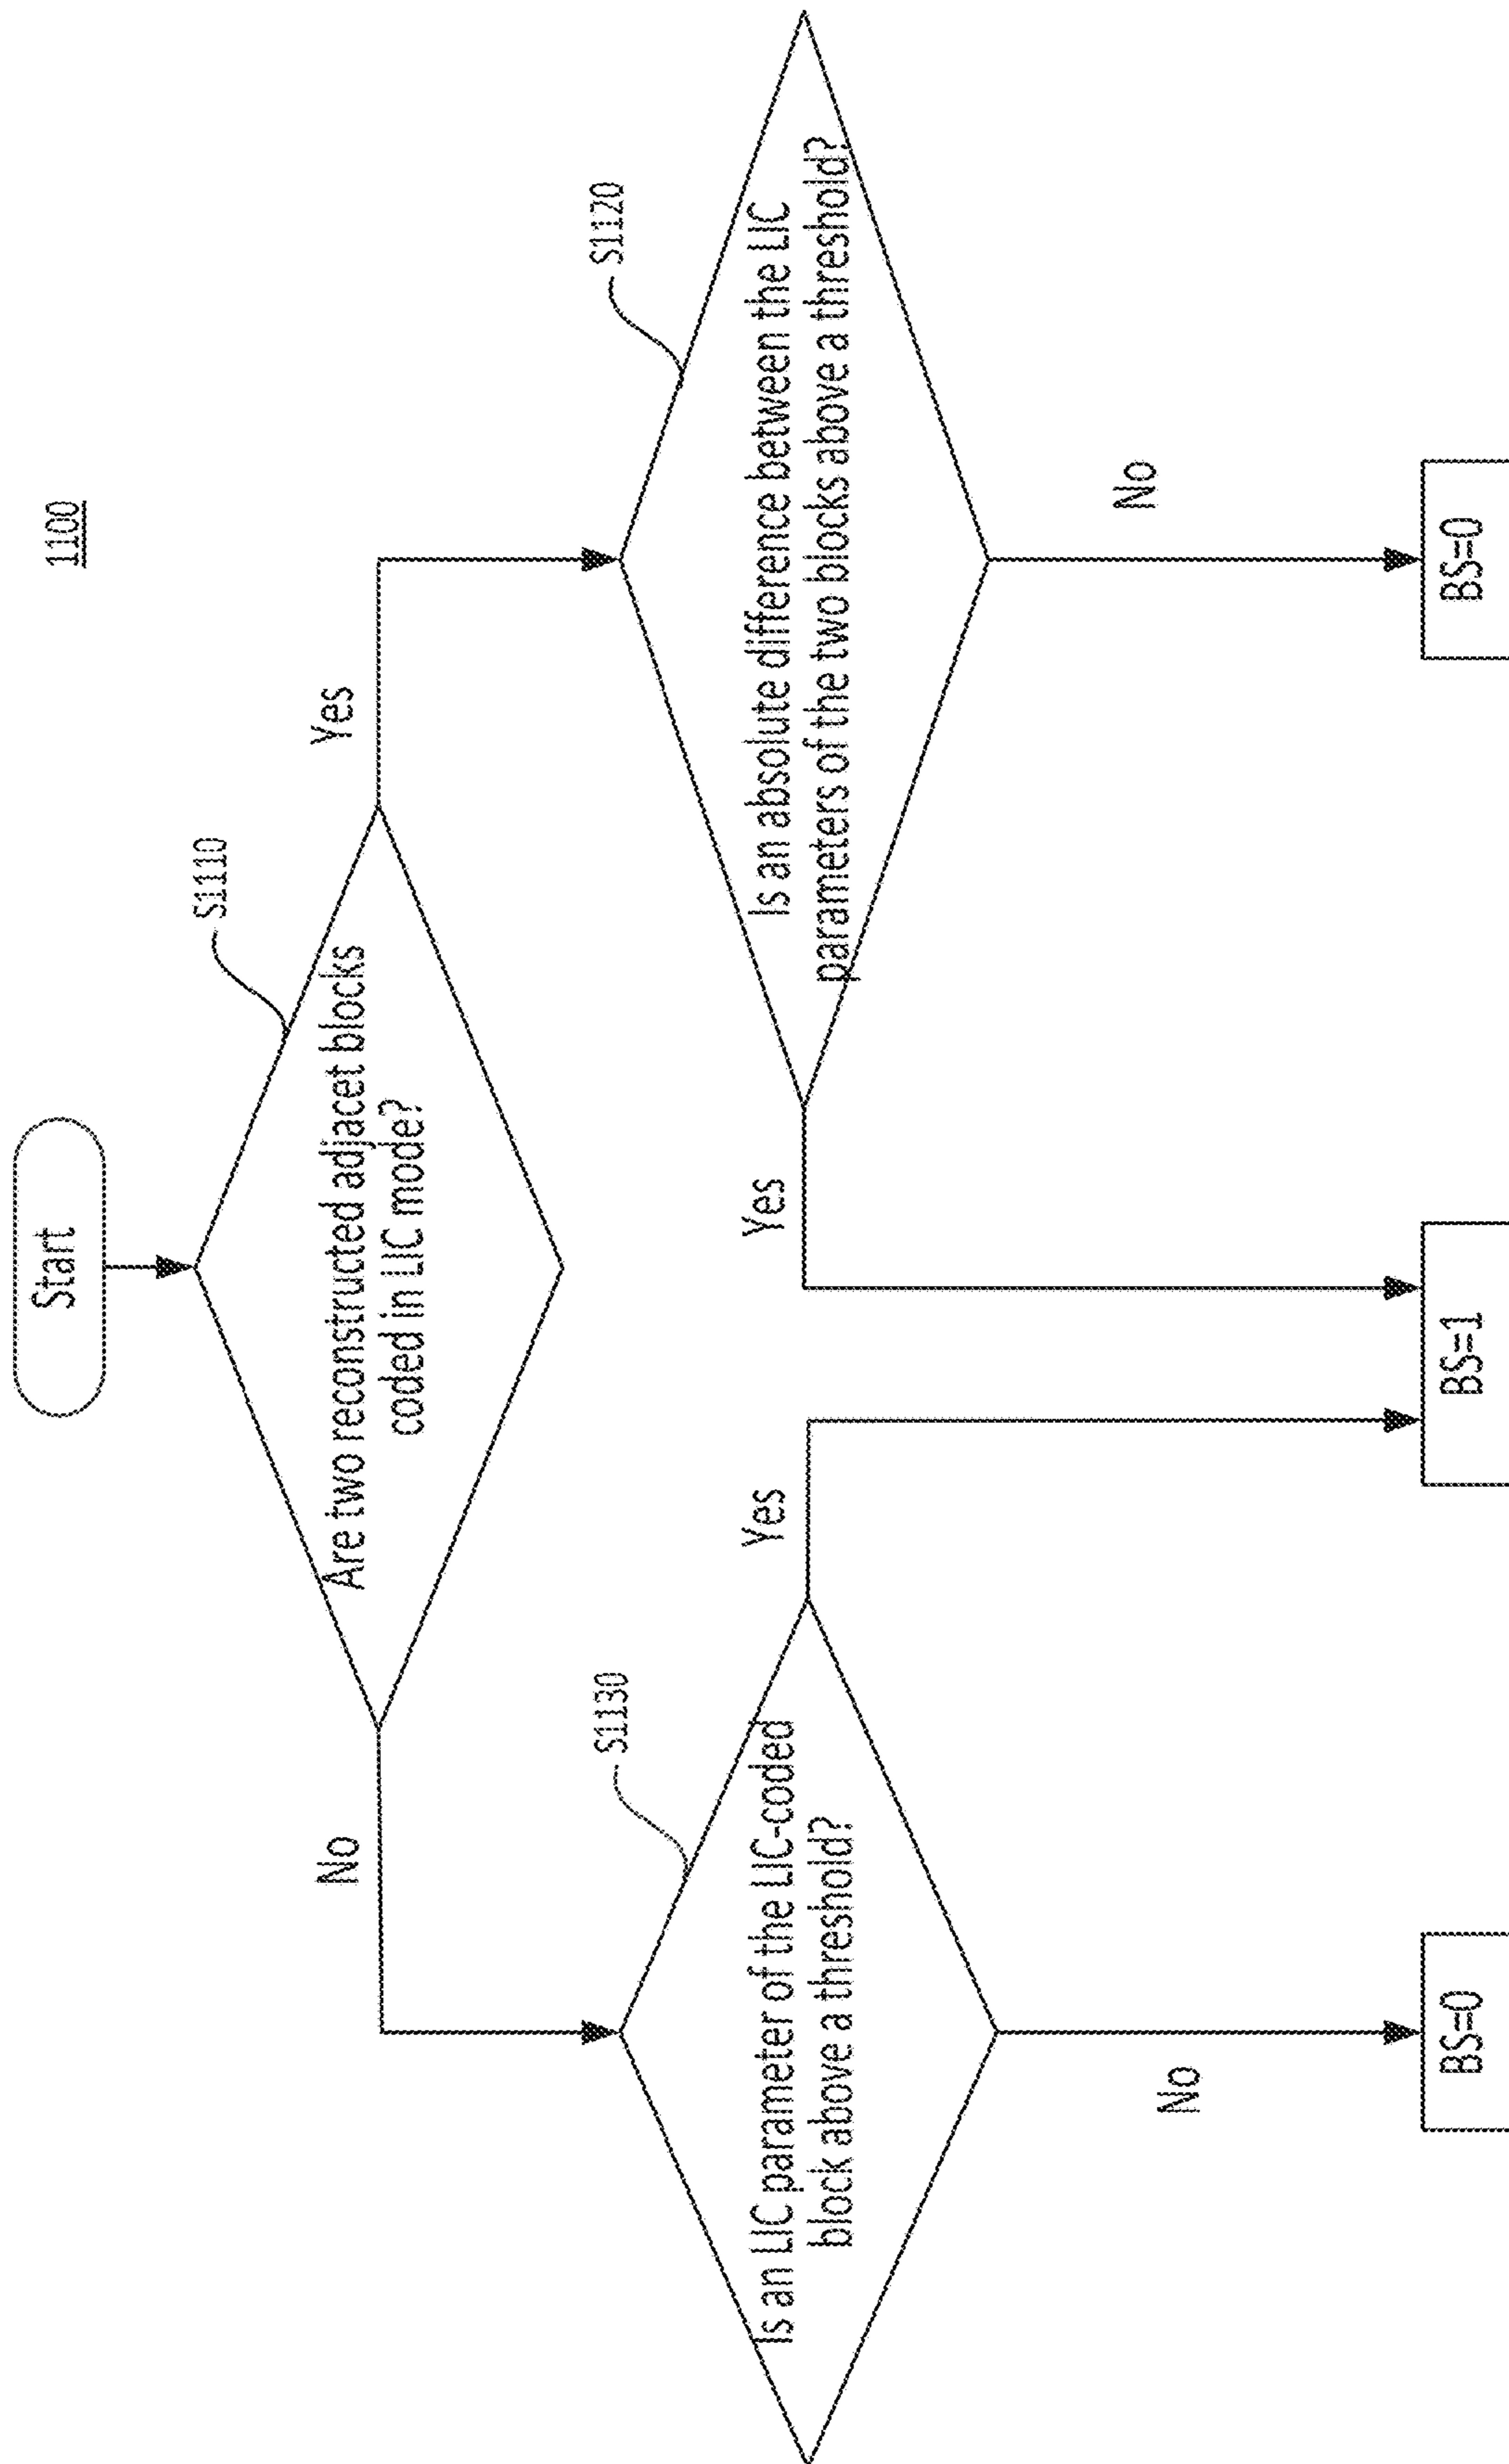 1100
Start
S1110
Are two reconstructed adjacet blocks
coded in LIC mode?
No
Yes
S1130
S1120
Is an LIC parameter of the LIC-coded
block above a threshold?
Is an absolute difference between the LIC
parameters of the two blocks above a threshold?
Yes
Yes
No
No
BS=0
BS=1
BS=0